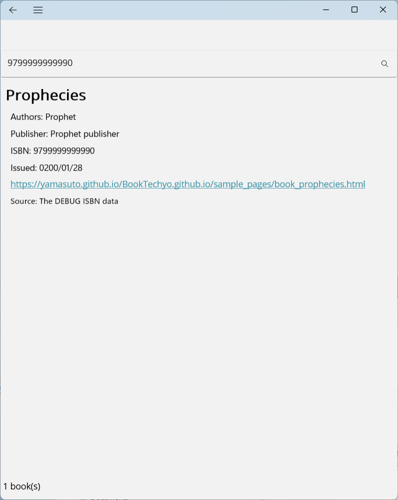 9799999999990
Prophecies
Authors: Prophet
Publisher: Prophet publisher
ISBN: 9799999999990
Issued: 0200/01/28
https://yamasuto.github.io/BookTechyo.github.io/sample_pages/book_prophecies.html
Source: The DEBUG ISBN data
1 book(s)